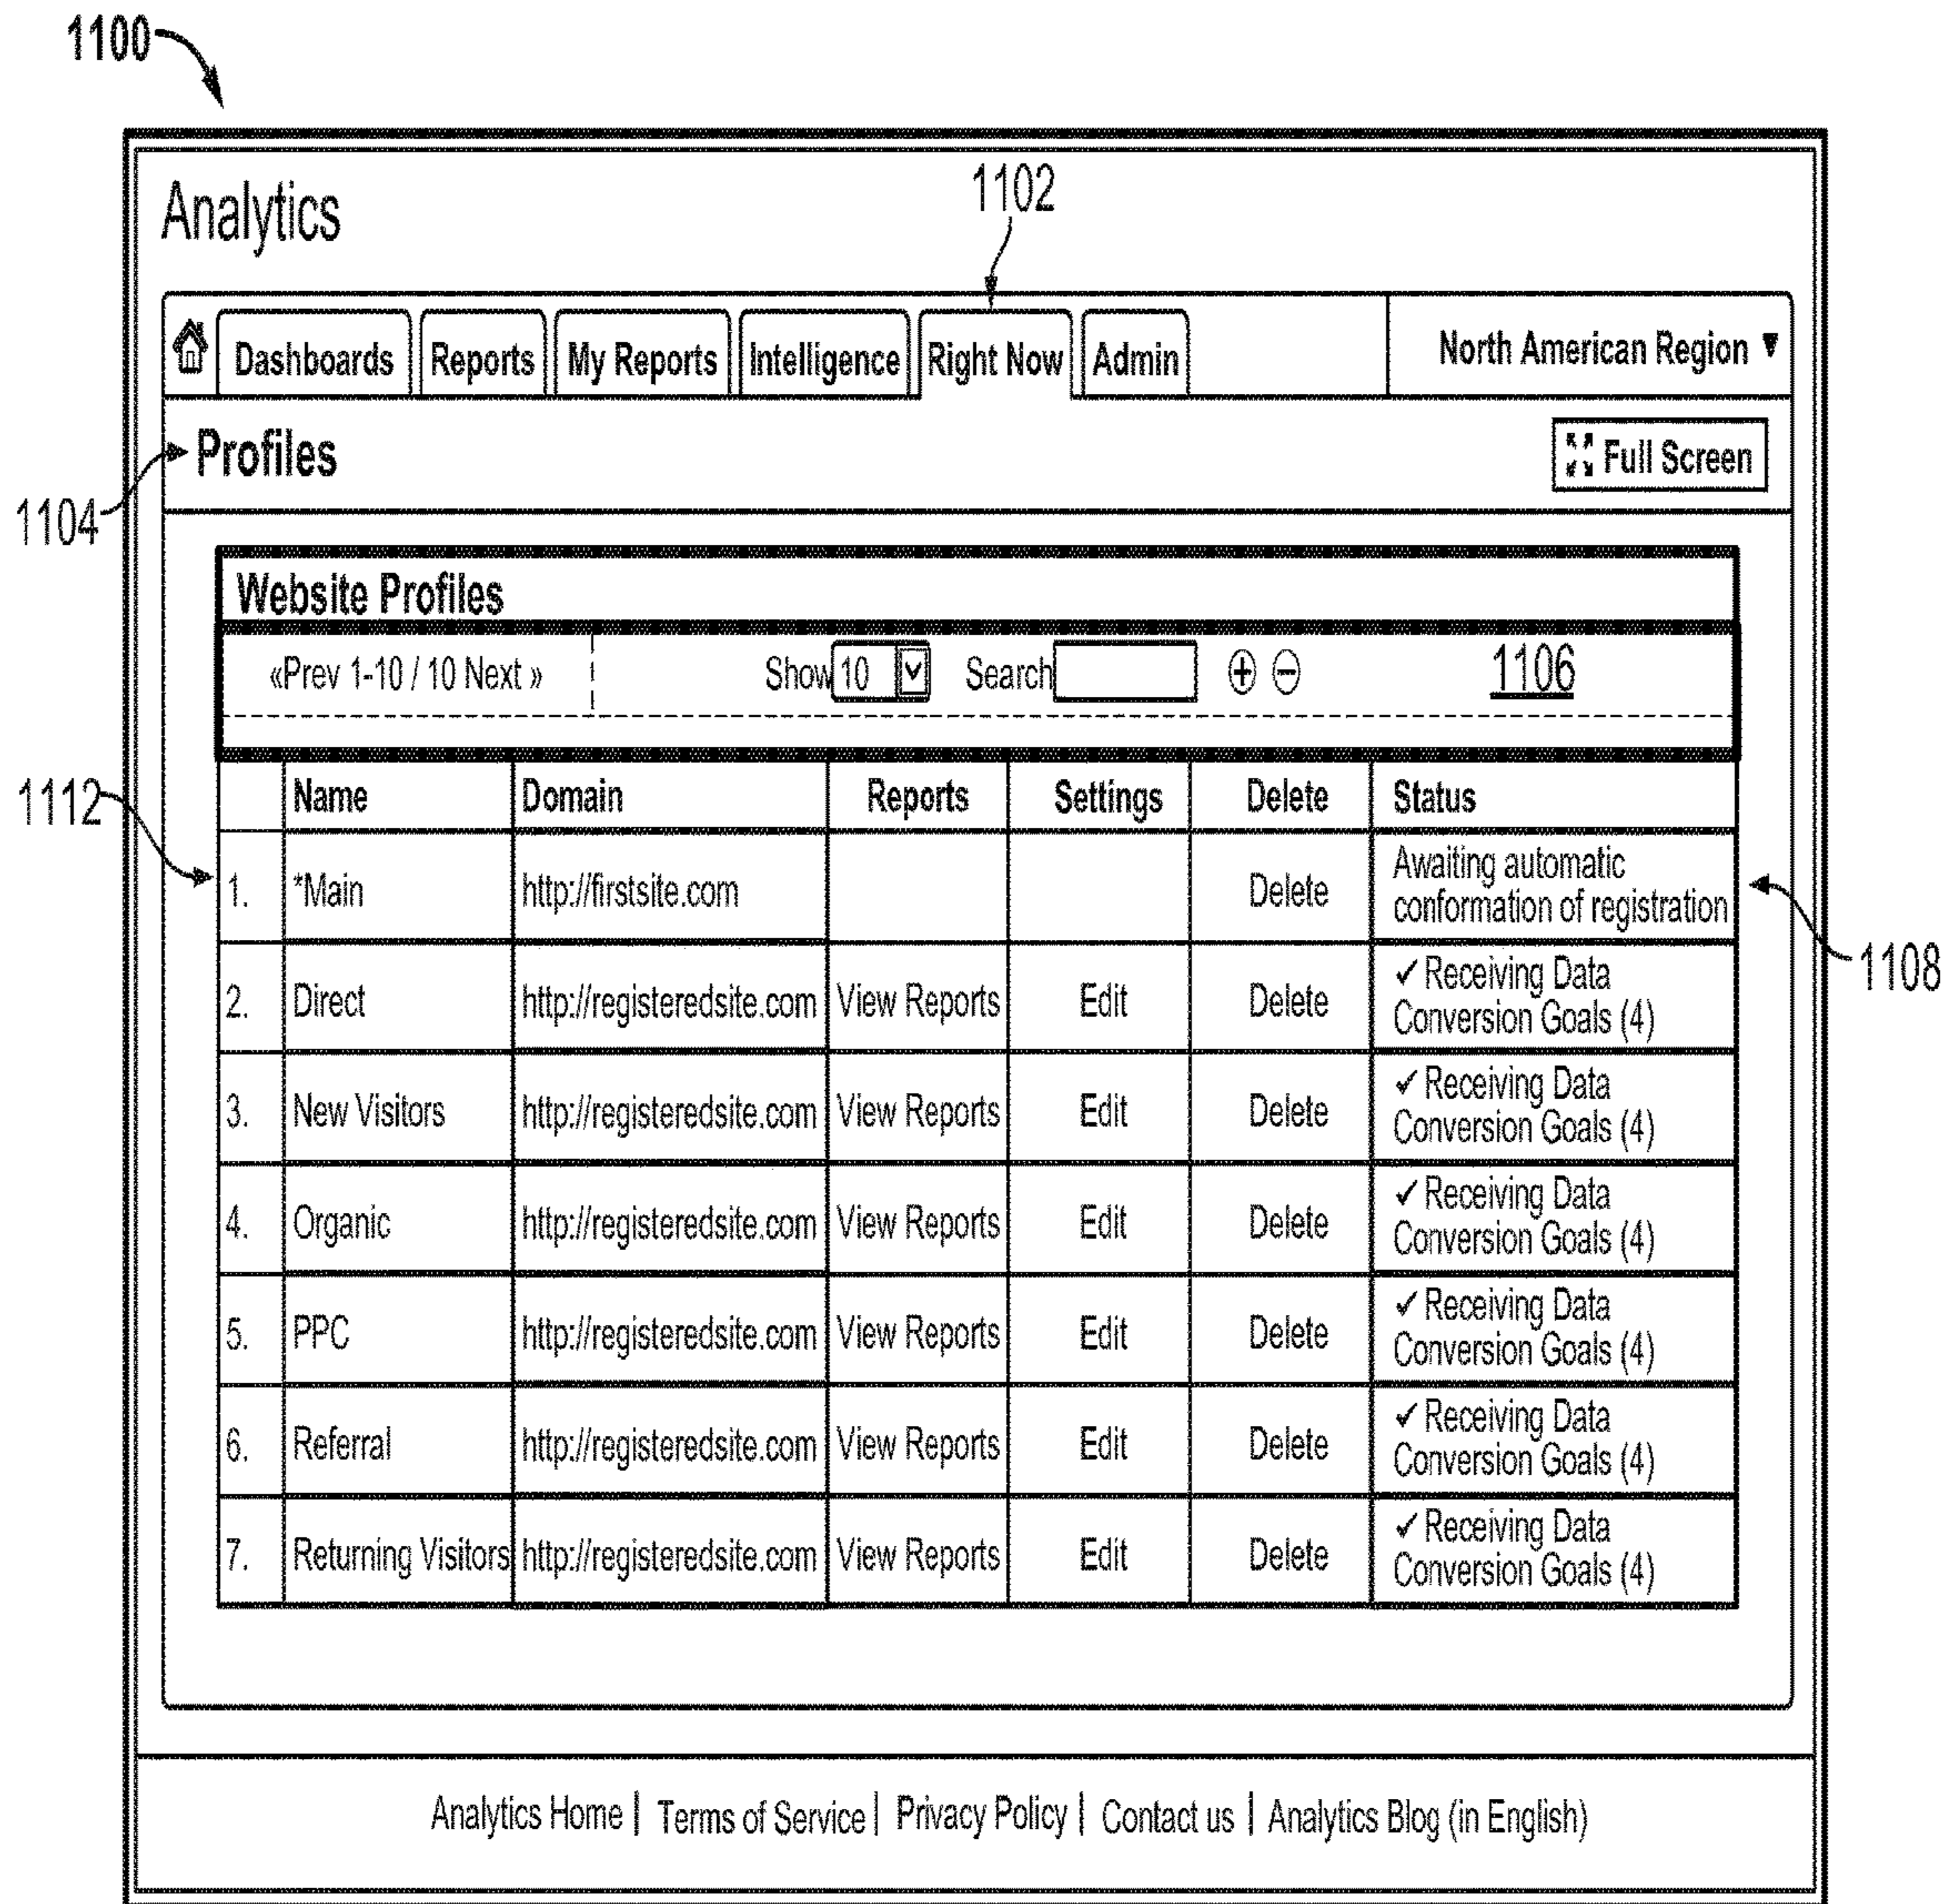 1100
Analytics
1102
Dashboards Reports My Reports Intelligence Right Now Admin North American Region ▼
Profiles Full Screen
1104
Website Profiles
«Prev 1-10 / 10 Next » Show 10 Search 1106
1112
Name Domain Reports Settings Delete Status
1. *Main http://firstsite.com Delete Awaiting automatic
conformation of registration
1108
2. Direct http://registeredsite.com View Reports Edit Delete ✓ Receiving Data
Conversion Goals (4)
3. New Visitors http://registeredsite.com View Reports Edit Delete ✓ Receiving Data
Conversion Goals (4)
4. Organic http://registeredsite.com View Reports Edit Delete ✓ Receiving Data
Conversion Goals (4)
5. PPC http://registeredsite.com View Reports Edit Delete ✓ Receiving Data
Conversion Goals (4)
6. Referral http://registeredsite.com View Reports Edit Delete ✓ Receiving Data
Conversion Goals (4)
7. Returning Visitors http://registeredsite.com View Reports Edit Delete ✓ Receiving Data
Conversion Goals (4)
Analytics Home | Terms of Service | Privacy Policy | Contact us | Analytics Blog (in English)